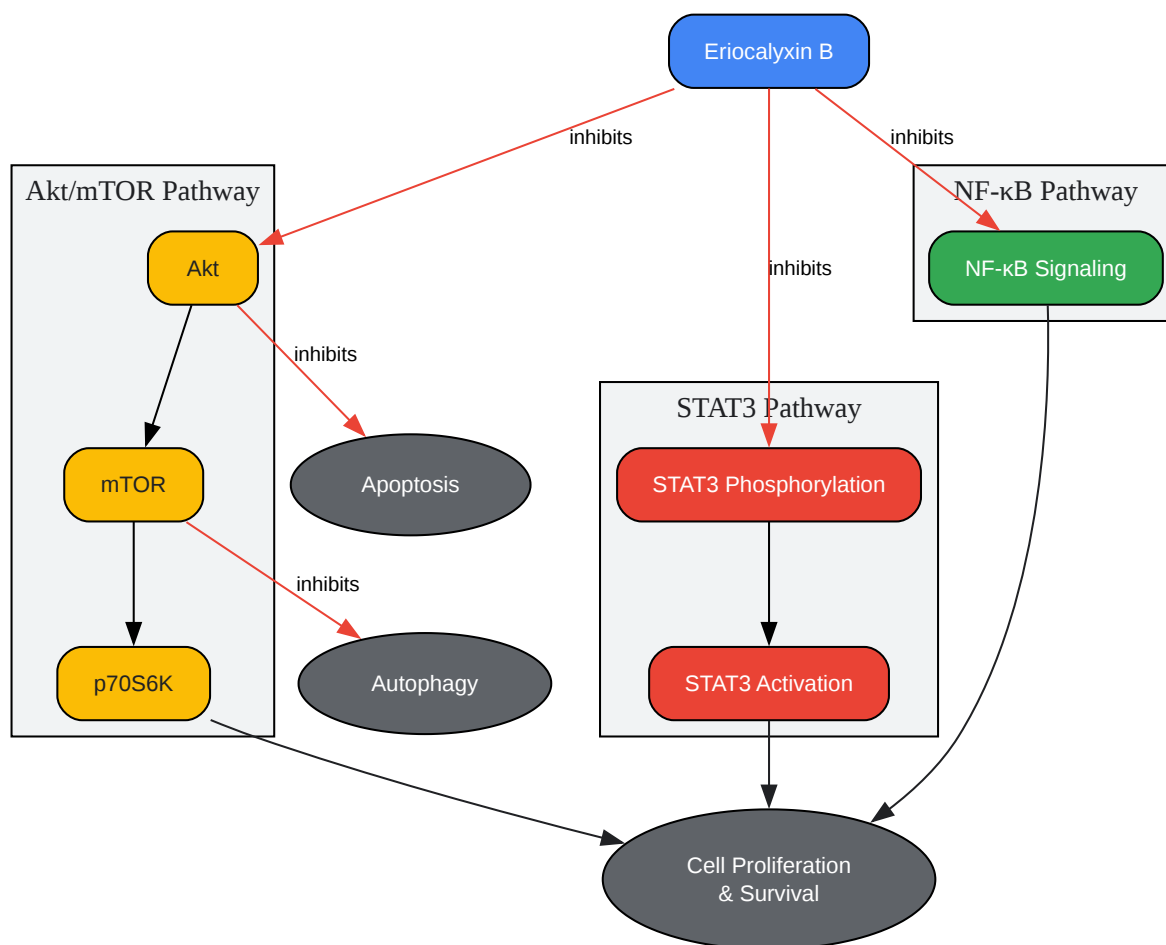 Eriocalyxin B
inhibits
inhibits
Akt/mTOR Pathway
NF-κB Pathway
Akt
inhibits
NF-κB Signaling
inhibits
STAT3 Pathway
mTOR
Apoptosis
STAT3 Phosphorylation
inhibits
p70S6K
Autophagy
STAT3 Activation
Cell Proliferation
& Survival